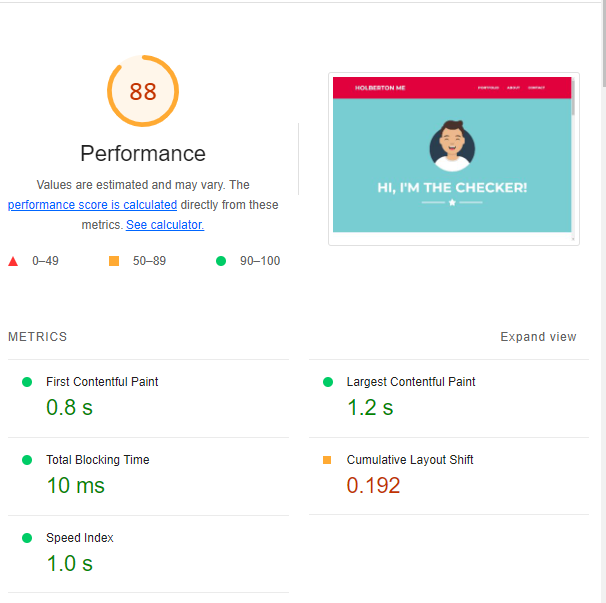 88
Performance
Values are estimated and may vary. The
performance score is calculated directly from these
metrics. See calculator.
0–49
50–89
90–100
HOLBERTON ME
PORTFOLIO ABOUT CONTACT
HI, I'M THE CHECKER!
METRICS
Expand view
First Contentful Paint
0.8 s
Largest Contentful Paint
1.2 s
Total Blocking Time
10 ms
Cumulative Layout Shift
0.192
Speed Index
1.0 s